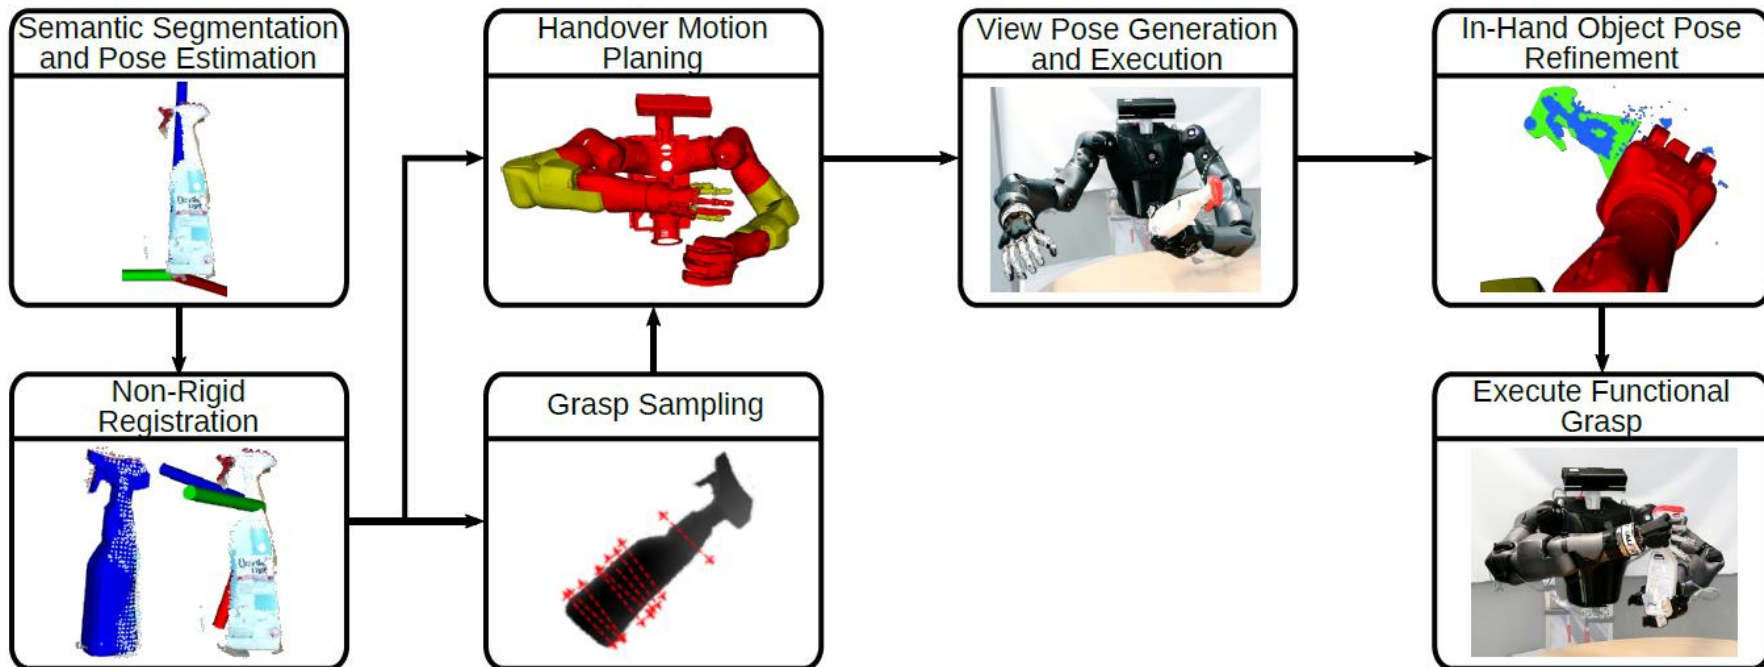 Semantic Segmentation
and Pose Estimation
Handover Motion
Planing
View Pose Generation
and Execution
In-Hand Object Pose
Refinement
Non-Rigid
Registration
Grasp Sampling
Execute Functional
Grasp